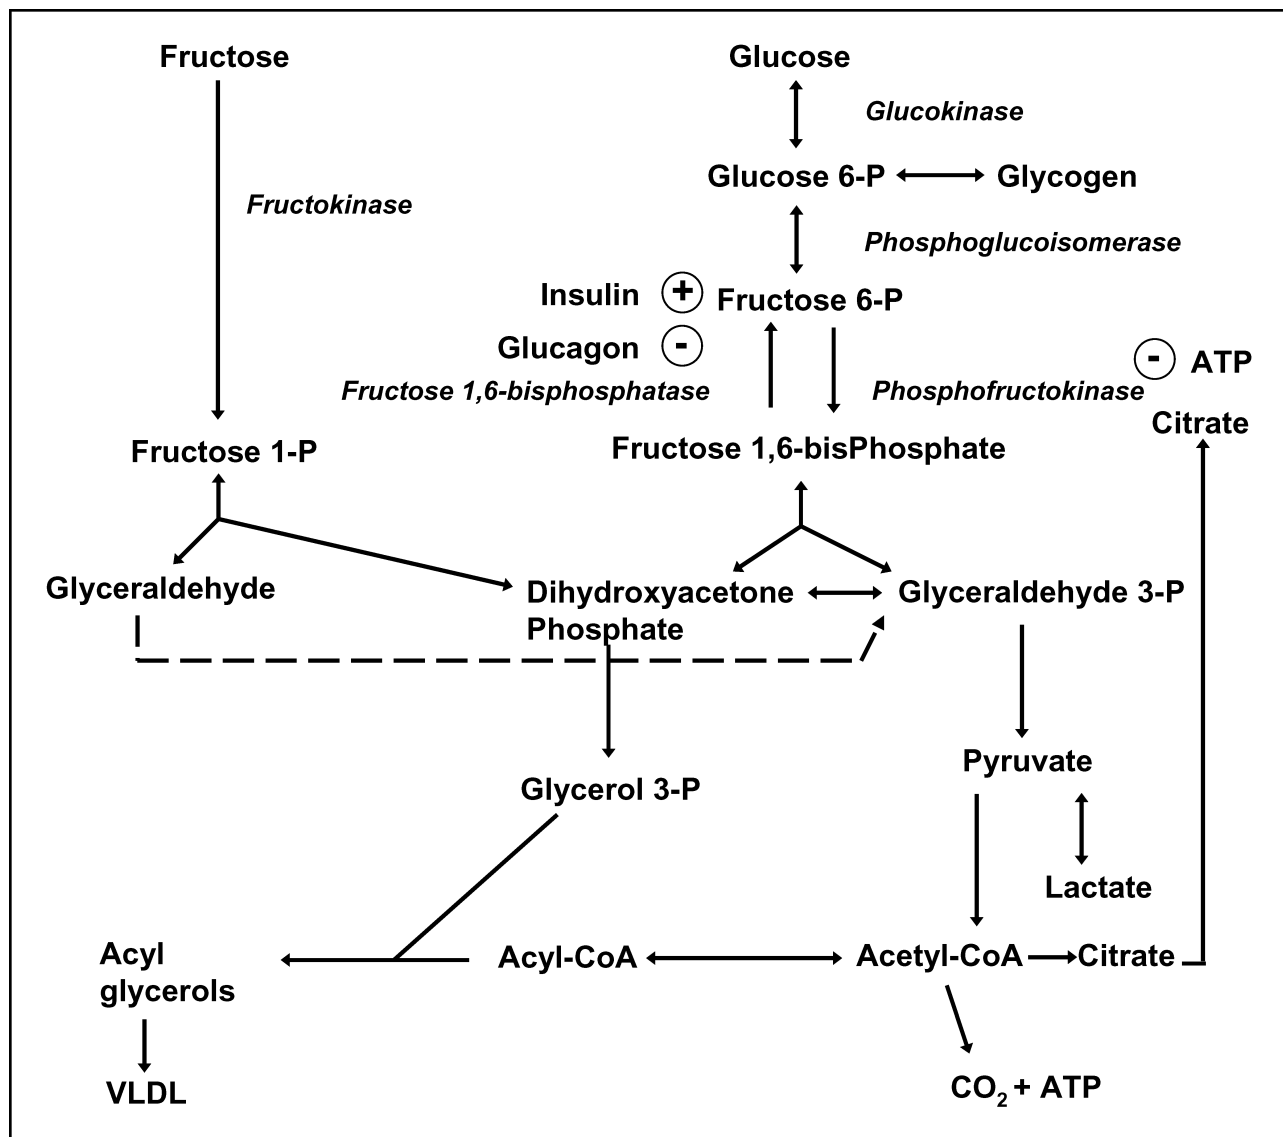 Fructose
Glucose
Glucokinase
Glucose 6-P
Glycogen
Fructokinase
Phosphoglucoisomerase
Insulin +
Fructose 6-P
Glucagon -
- ATP
Fructose 1,6-bisphosphatase
Phosphofructokinase
Citrate
Fructose 1-P
Fructose 1,6-bisPhosphate
Glyceraldehyde
Dihydroxyacetone
Phosphate
Glyceraldehyde 3-P
Pyruvate
Glycerol 3-P
Lactate
Acyl
glycerols
Acyl-CoA
Acetyl-CoA
Citrate
VLDL
CO2 + ATP